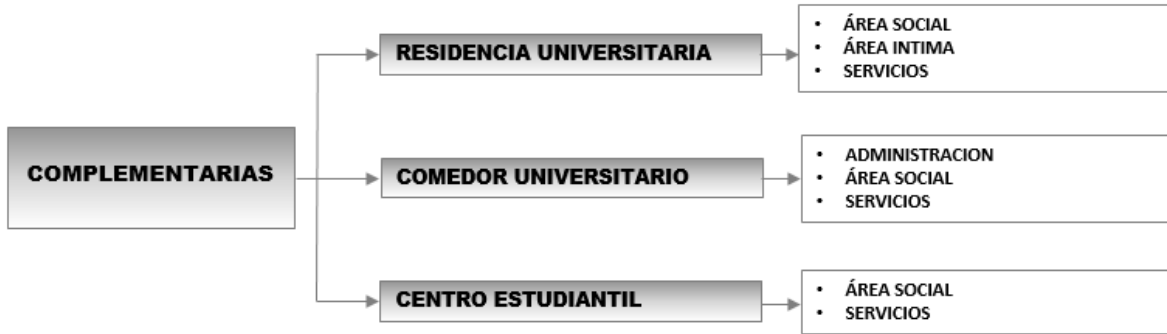 COMPLEMENTARIAS
RESIDENCIA UNIVERSITARIA
• ÁREA SOCIAL
• ÁREA INTIMA
• SERVICIOS
COMEDOR UNIVERSITARIO
• ADMINISTRACION
• ÁREA SOCIAL
• SERVICIOS
CENTRO ESTUDIANTIL
• ÁREA SOCIAL
• SERVICIOS